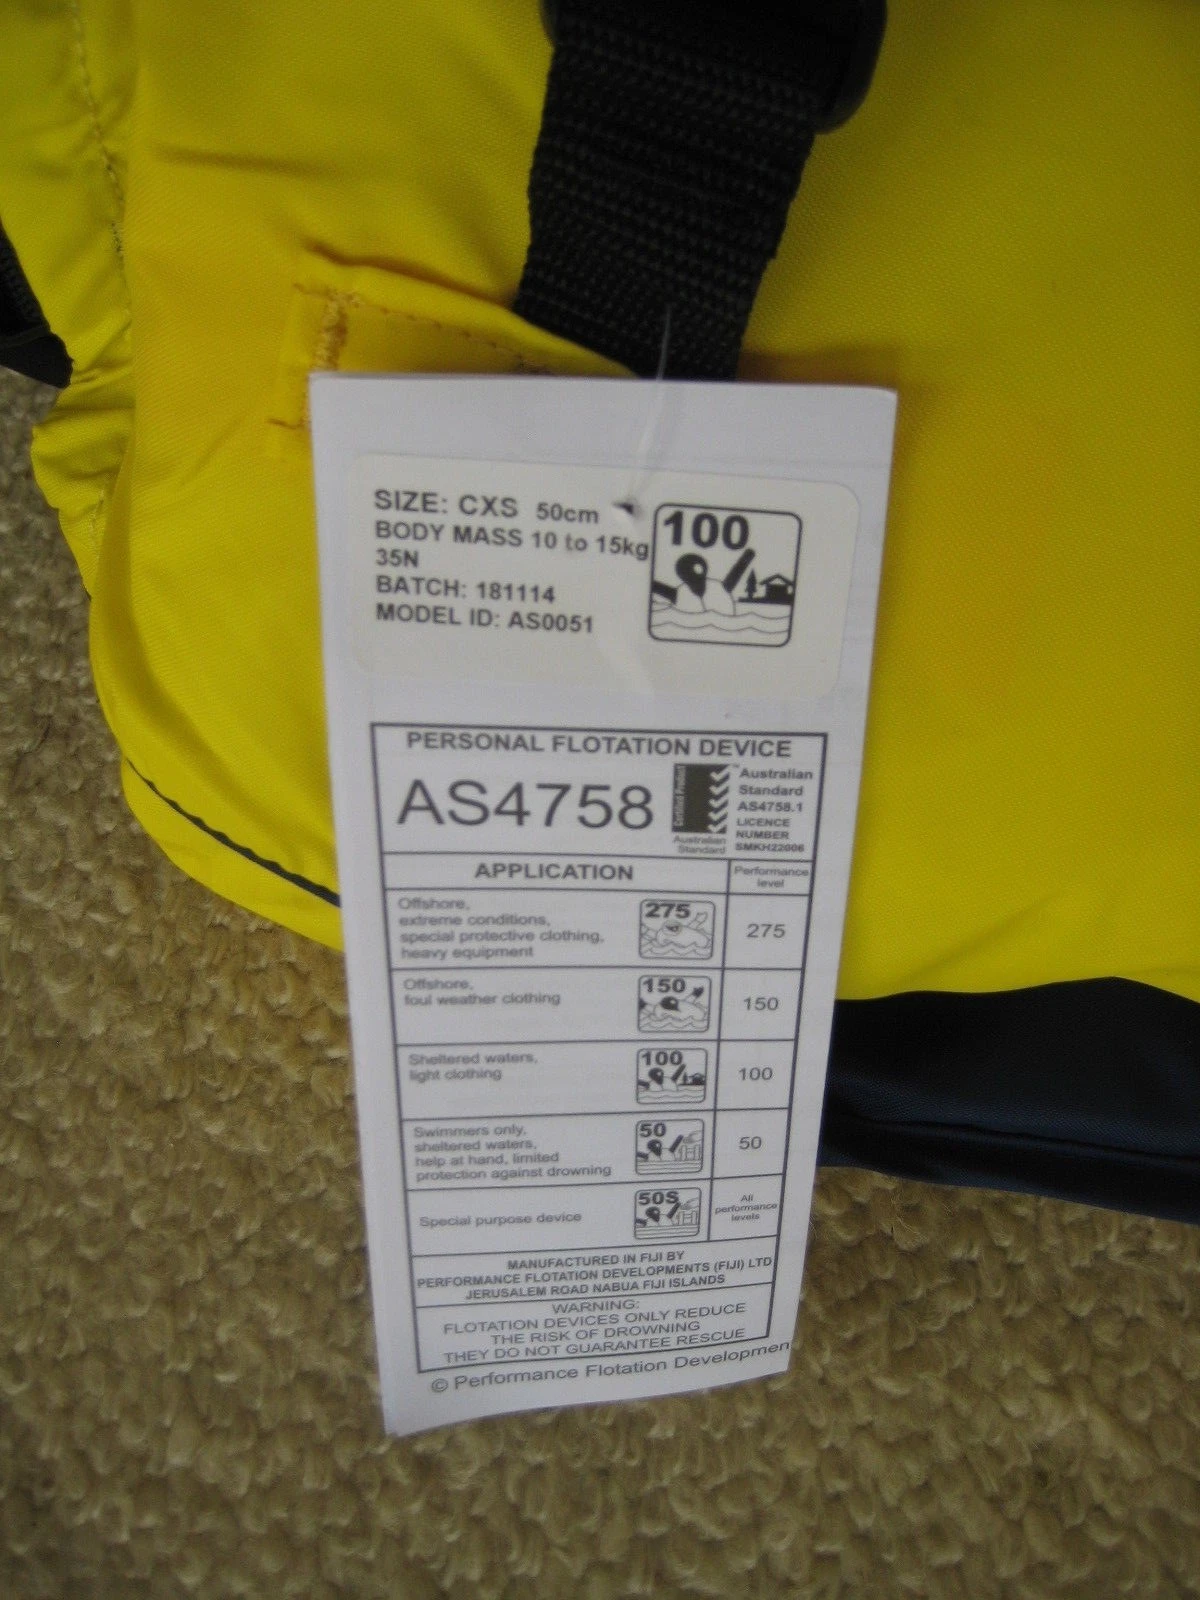 SIZE: CXS 50cm
BODY MASS 10 to 15kg
35N
BATCH: 181114
MODEL ID: AS0051
100
PERSONAL FLOTATION DEVICE
AS4758
Certified Product
Australian
Standard
™ Australian
Standard
AS4758.1
LICENCE
NUMBER
SMKH22006
APPLICATION
Performance
level
Offshore,
extreme conditions,
special protective clothing,
heavy equipment
275
275
Offshore,
foul weather clothing
150
150
Sheltered waters,
light clothing
100
100
Swimmers only,
sheltered waters,
help at hand, limited
protection against drowning
50
50
Special purpose device
50S
All
performance
levels
MANUFACTURED IN FIJI BY
PERFORMANCE FLOTATION DEVELOPMENTS (FIJI) LTD
JERUSALEM ROAD NABUA FIJI ISLANDS
WARNING:
FLOTATION DEVICES ONLY REDUCE
THE RISK OF DROWNING
THEY DO NOT GUARANTEE RESCUE
© Performance Flotation Developmen